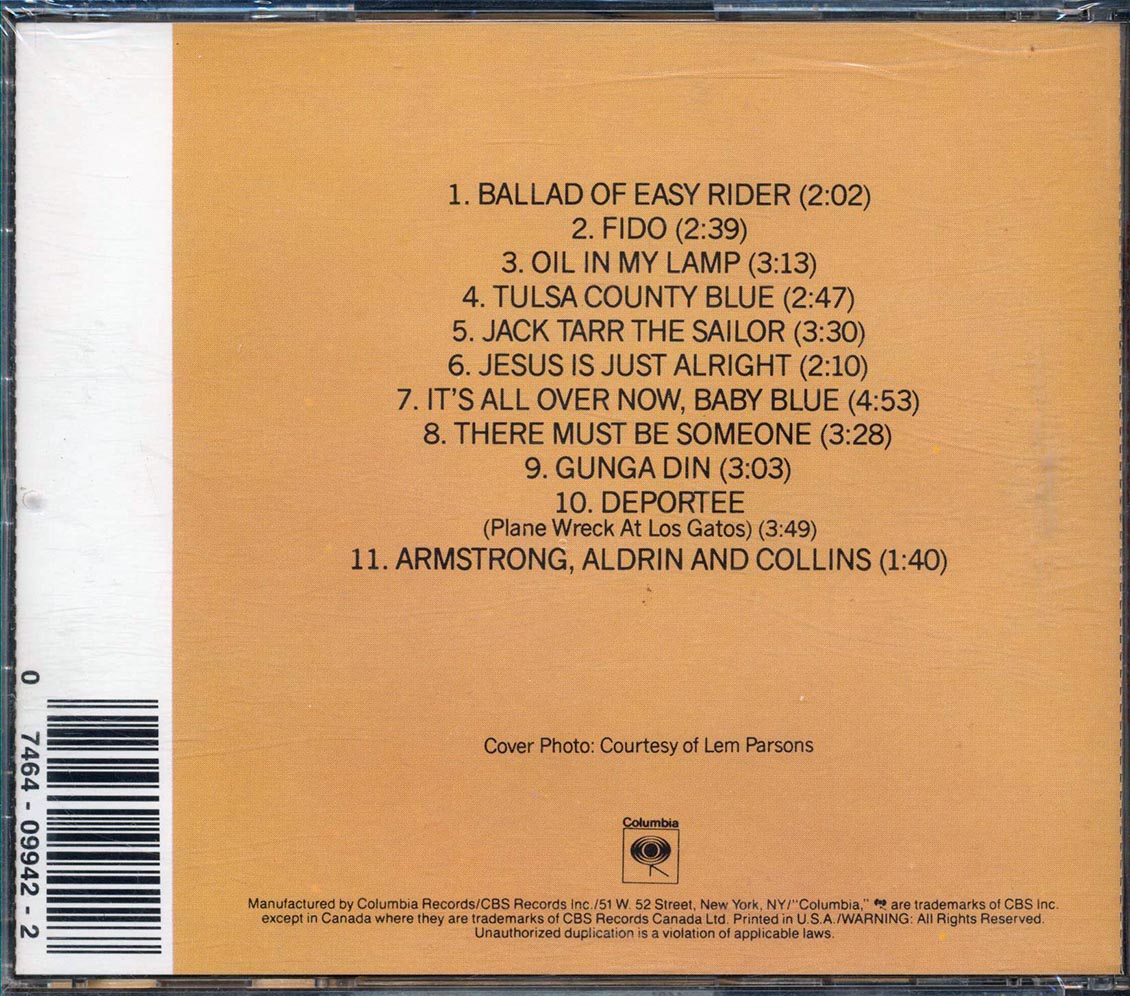 1. BALLAD OF EASY RIDER (2:02)
2. FIDO (2:39)
3. OIL IN MY LAMP (3:13)
4. TULSA COUNTY BLUE (2:47)
5. JACK TARR THE SAILOR (3:30)
6. JESUS IS JUST ALRIGHT (2:10)
7. IT'S ALL OVER NOW, BABY BLUE (4:53)
8. THERE MUST BE SOMEONE (3:28)
9. GUNGA DIN (3:03)
10. DEPORTEE
(Plane Wreck At Los Gatos) (3:49)
11. ARMSTRONG, ALDRIN AND COLLINS (1:40)
Cover Photo: Courtesy of Lem Parsons
Columbia
Manufactured by Columbia Records/CBS Records Inc./51 W. 52 Street, New York, NY/"Columbia," are trademarks of CBS Inc.
except in Canada where they are trademarks of CBS Records Canada Ltd. Printed in U.S.A./WARNING: All Rights Reserved.
Unauthorized duplication is a violation of applicable laws.
0 7464 - 09942 - 2